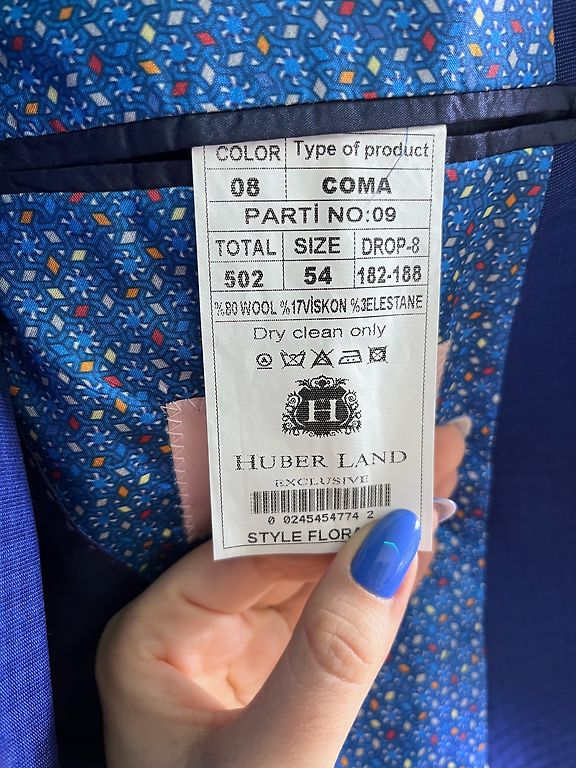 COLOR Type of product
08 COMA
PARTİ NO:09
TOTAL SIZE DROP-8
502 54 182-188
%80 WOOL %17VİSKON %3ELESTANE
Dry clean only
H
HUBER LAND
EXCLUSIVE
0 0245454774 2
STYLE